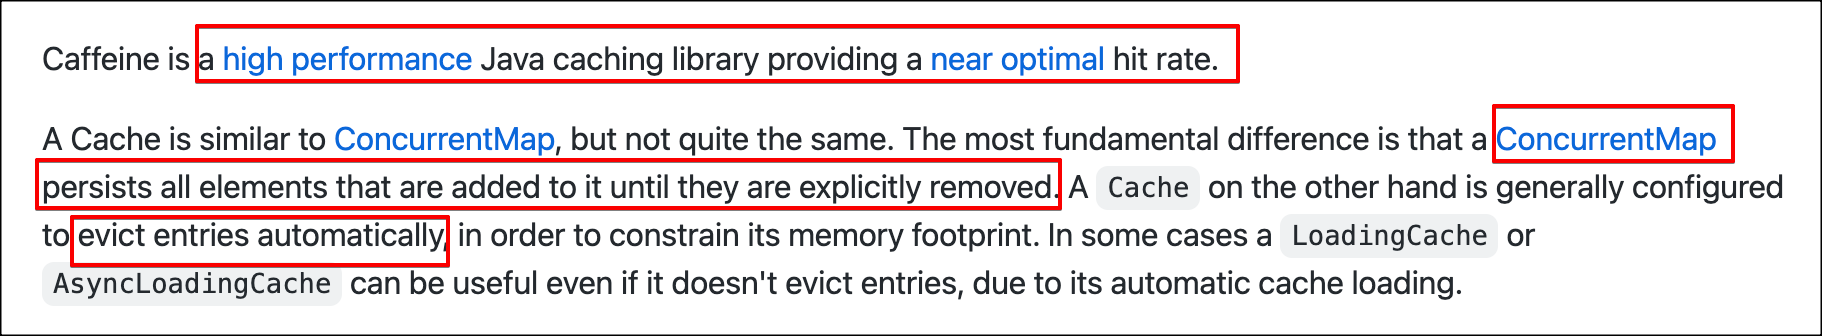 Caffeine is a high performance Java caching library providing a near optimal hit rate.
A Cache is similar to ConcurrentMap, but not quite the same. The most fundamental difference is that a ConcurrentMap
persists all elements that are added to it until they are explicitly removed. A Cache on the other hand is generally configured
to evict entries automatically, in order to constrain its memory footprint. In some cases a LoadingCache or
AsyncLoadingCache can be useful even if it doesn't evict entries, due to its automatic cache loading.